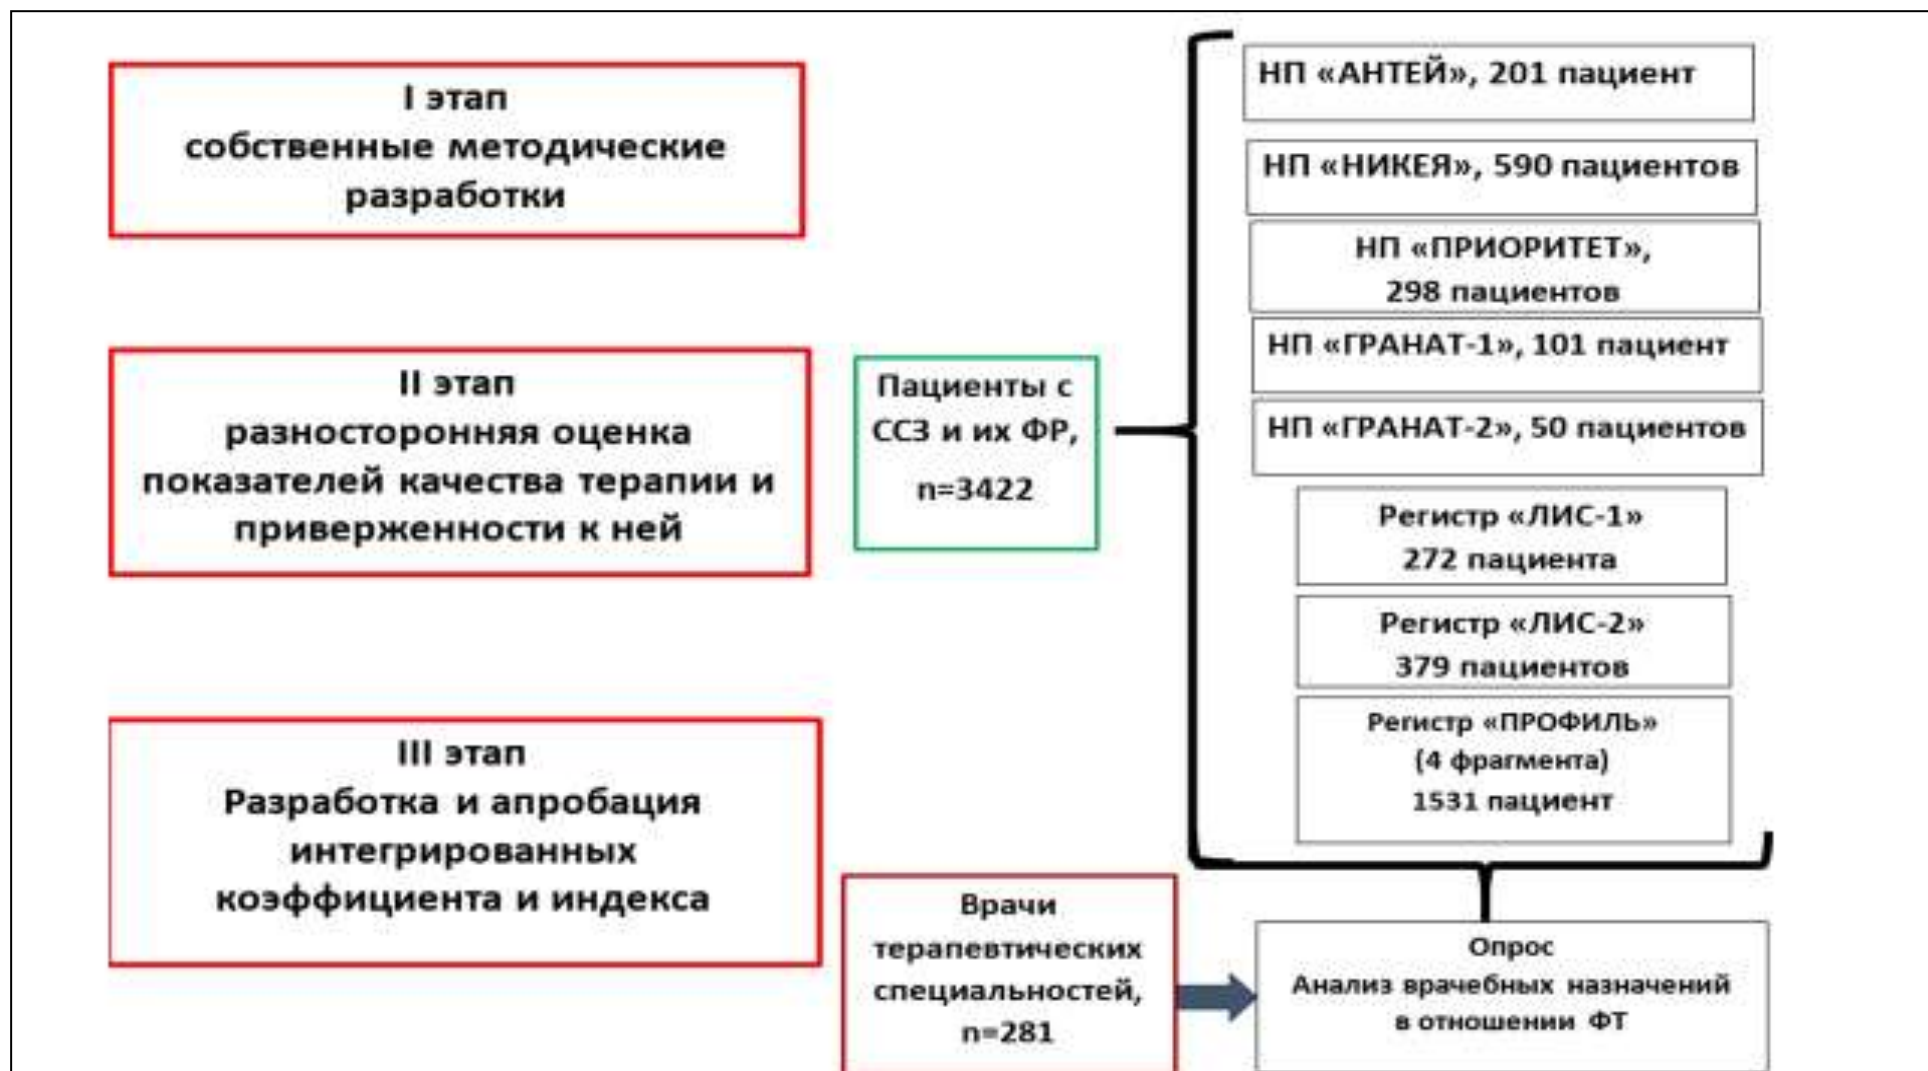 I этап
собственные методические
разработки
II этап
разносторонняя оценка
показателей качества терапии и
приверженности к ней
III этап
Разработка и апробация
интегрированных
коэффициента и индекса
Пациенты с
ССЗ и их ФР,
n=3422
Врачи
терапевтических
специальностей,
n=281
НП «АНТЕЙ», 201 пациент
НП «НИКЕЯ», 590 пациентов
НП «ПРИОРИТЕТ»,
298 пациентов
НП «ГРАНАТ-1», 101 пациент
НП «ГРАНАТ-2», 50 пациентов
Регистр «ЛИС-1»
272 пациента
Регистр «ЛИС-2»
379 пациентов
Регистр «ПРОФИЛЬ»
(4 фрагмента)
1531 пациент
Опрос
Анализ врачебных назначений
в отношении ФТ